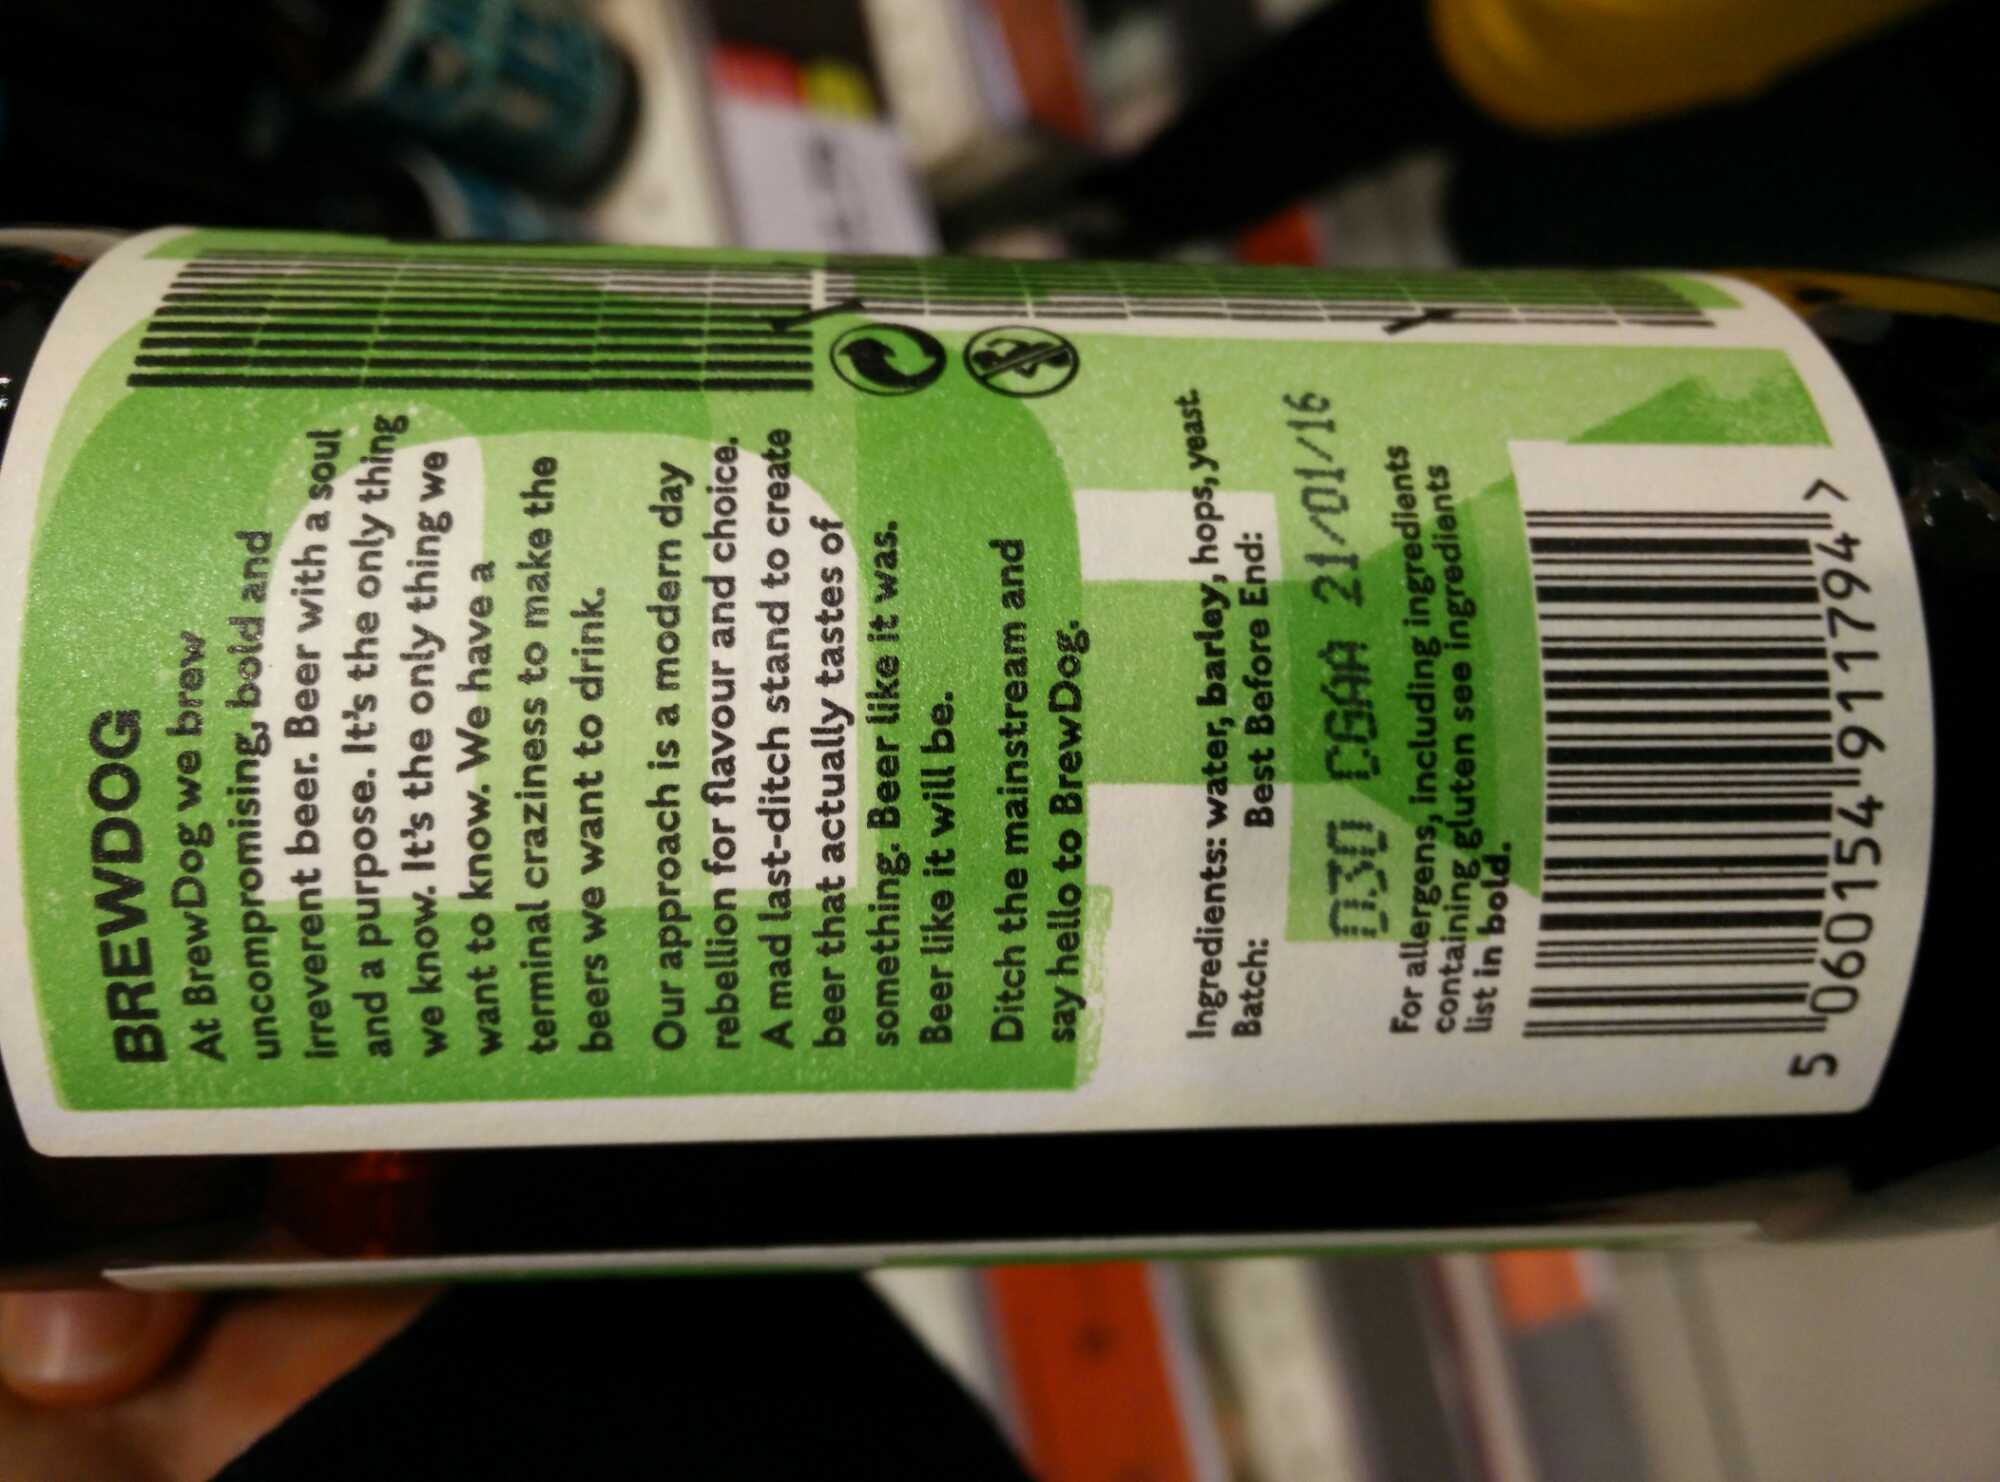 BREWDOG
At BrewDog we brew
uncompromising, bold and
irreverent beer. Beer with a soul
and a purpose. It's the only thing
we know. It's the only thing we
want to know. We have a
terminal craziness to make the
beers we want to drink.
Our approach is a modern day
rebellion for flavour and choice.
A mad last-ditch stand to create
beer that actually tastes of
something. Beer like it was.
Beer like it will be.
Ditch the mainstream and
say hello to BrewDog.
Ingredients: water, barley, hops, yeast
Batch: Best Before End:
030 CGAA 21/01/16
For allergens, including ingredients
containing gluten see ingredients
list in bold.
5 060154 911794 >